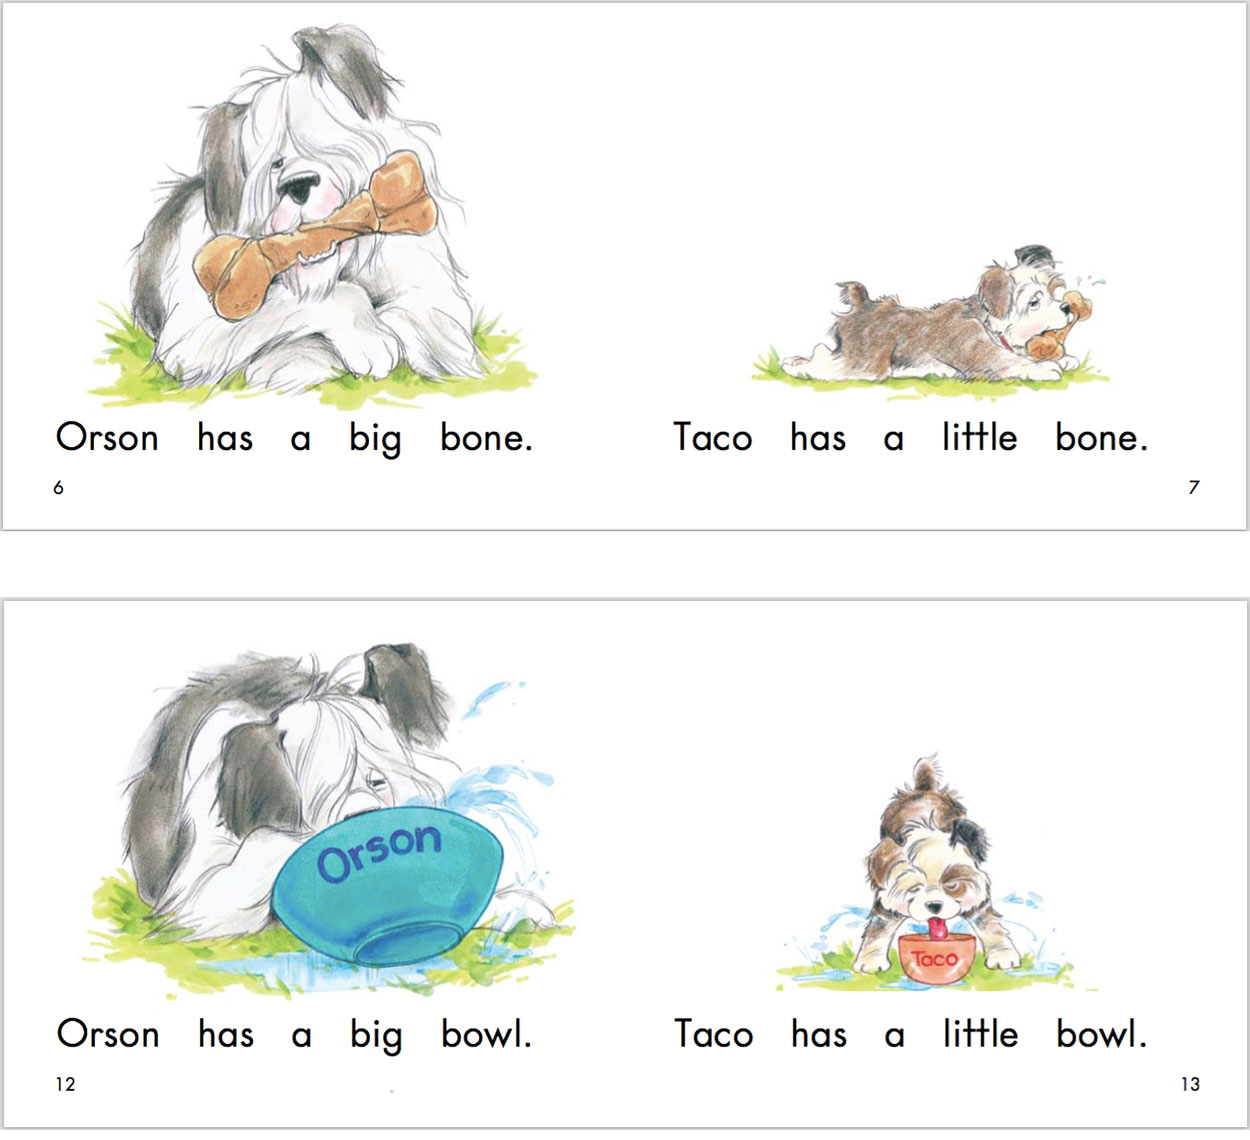 Orson has a big bone.
6
Taco has a little bone.
7
Orson
Orson has a big bowl.
12
Taco
Taco has a little bowl.
13